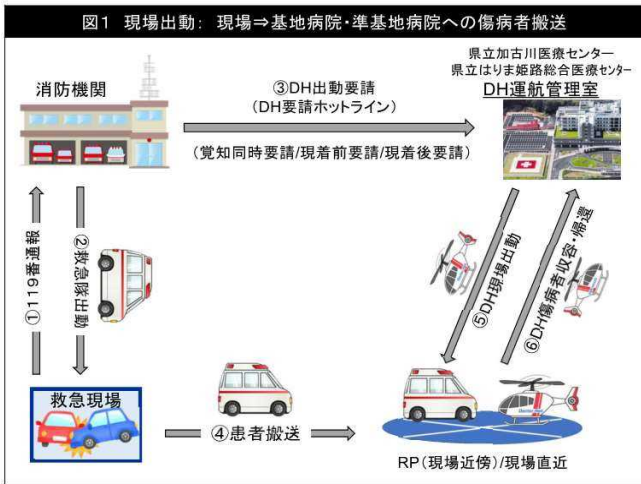 図1 現場出動： 現場⇒基地病院・準基地病院への傷病者搬送
県立加古川医療センター
県立はりま姫路総合医療センター
DH運航管理室
消防機関
③DH出動要請
(DH要請ホットライン)
(覚知同時要請/現着前要請/現着後要請)
①119番通報
②救急隊出動
⑤DH現場出動
⑥DH傷病者収容・帰還
救急現場
④患者搬送
RP(現場近傍)/現場直近